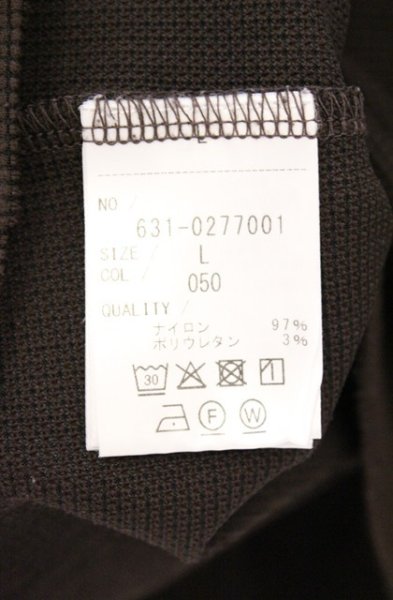 L
NO /
631-0277001
SIZE / L
COL / 050
QUALITY /
ナイロン 97%
ポリウレタン 3%
30
F W